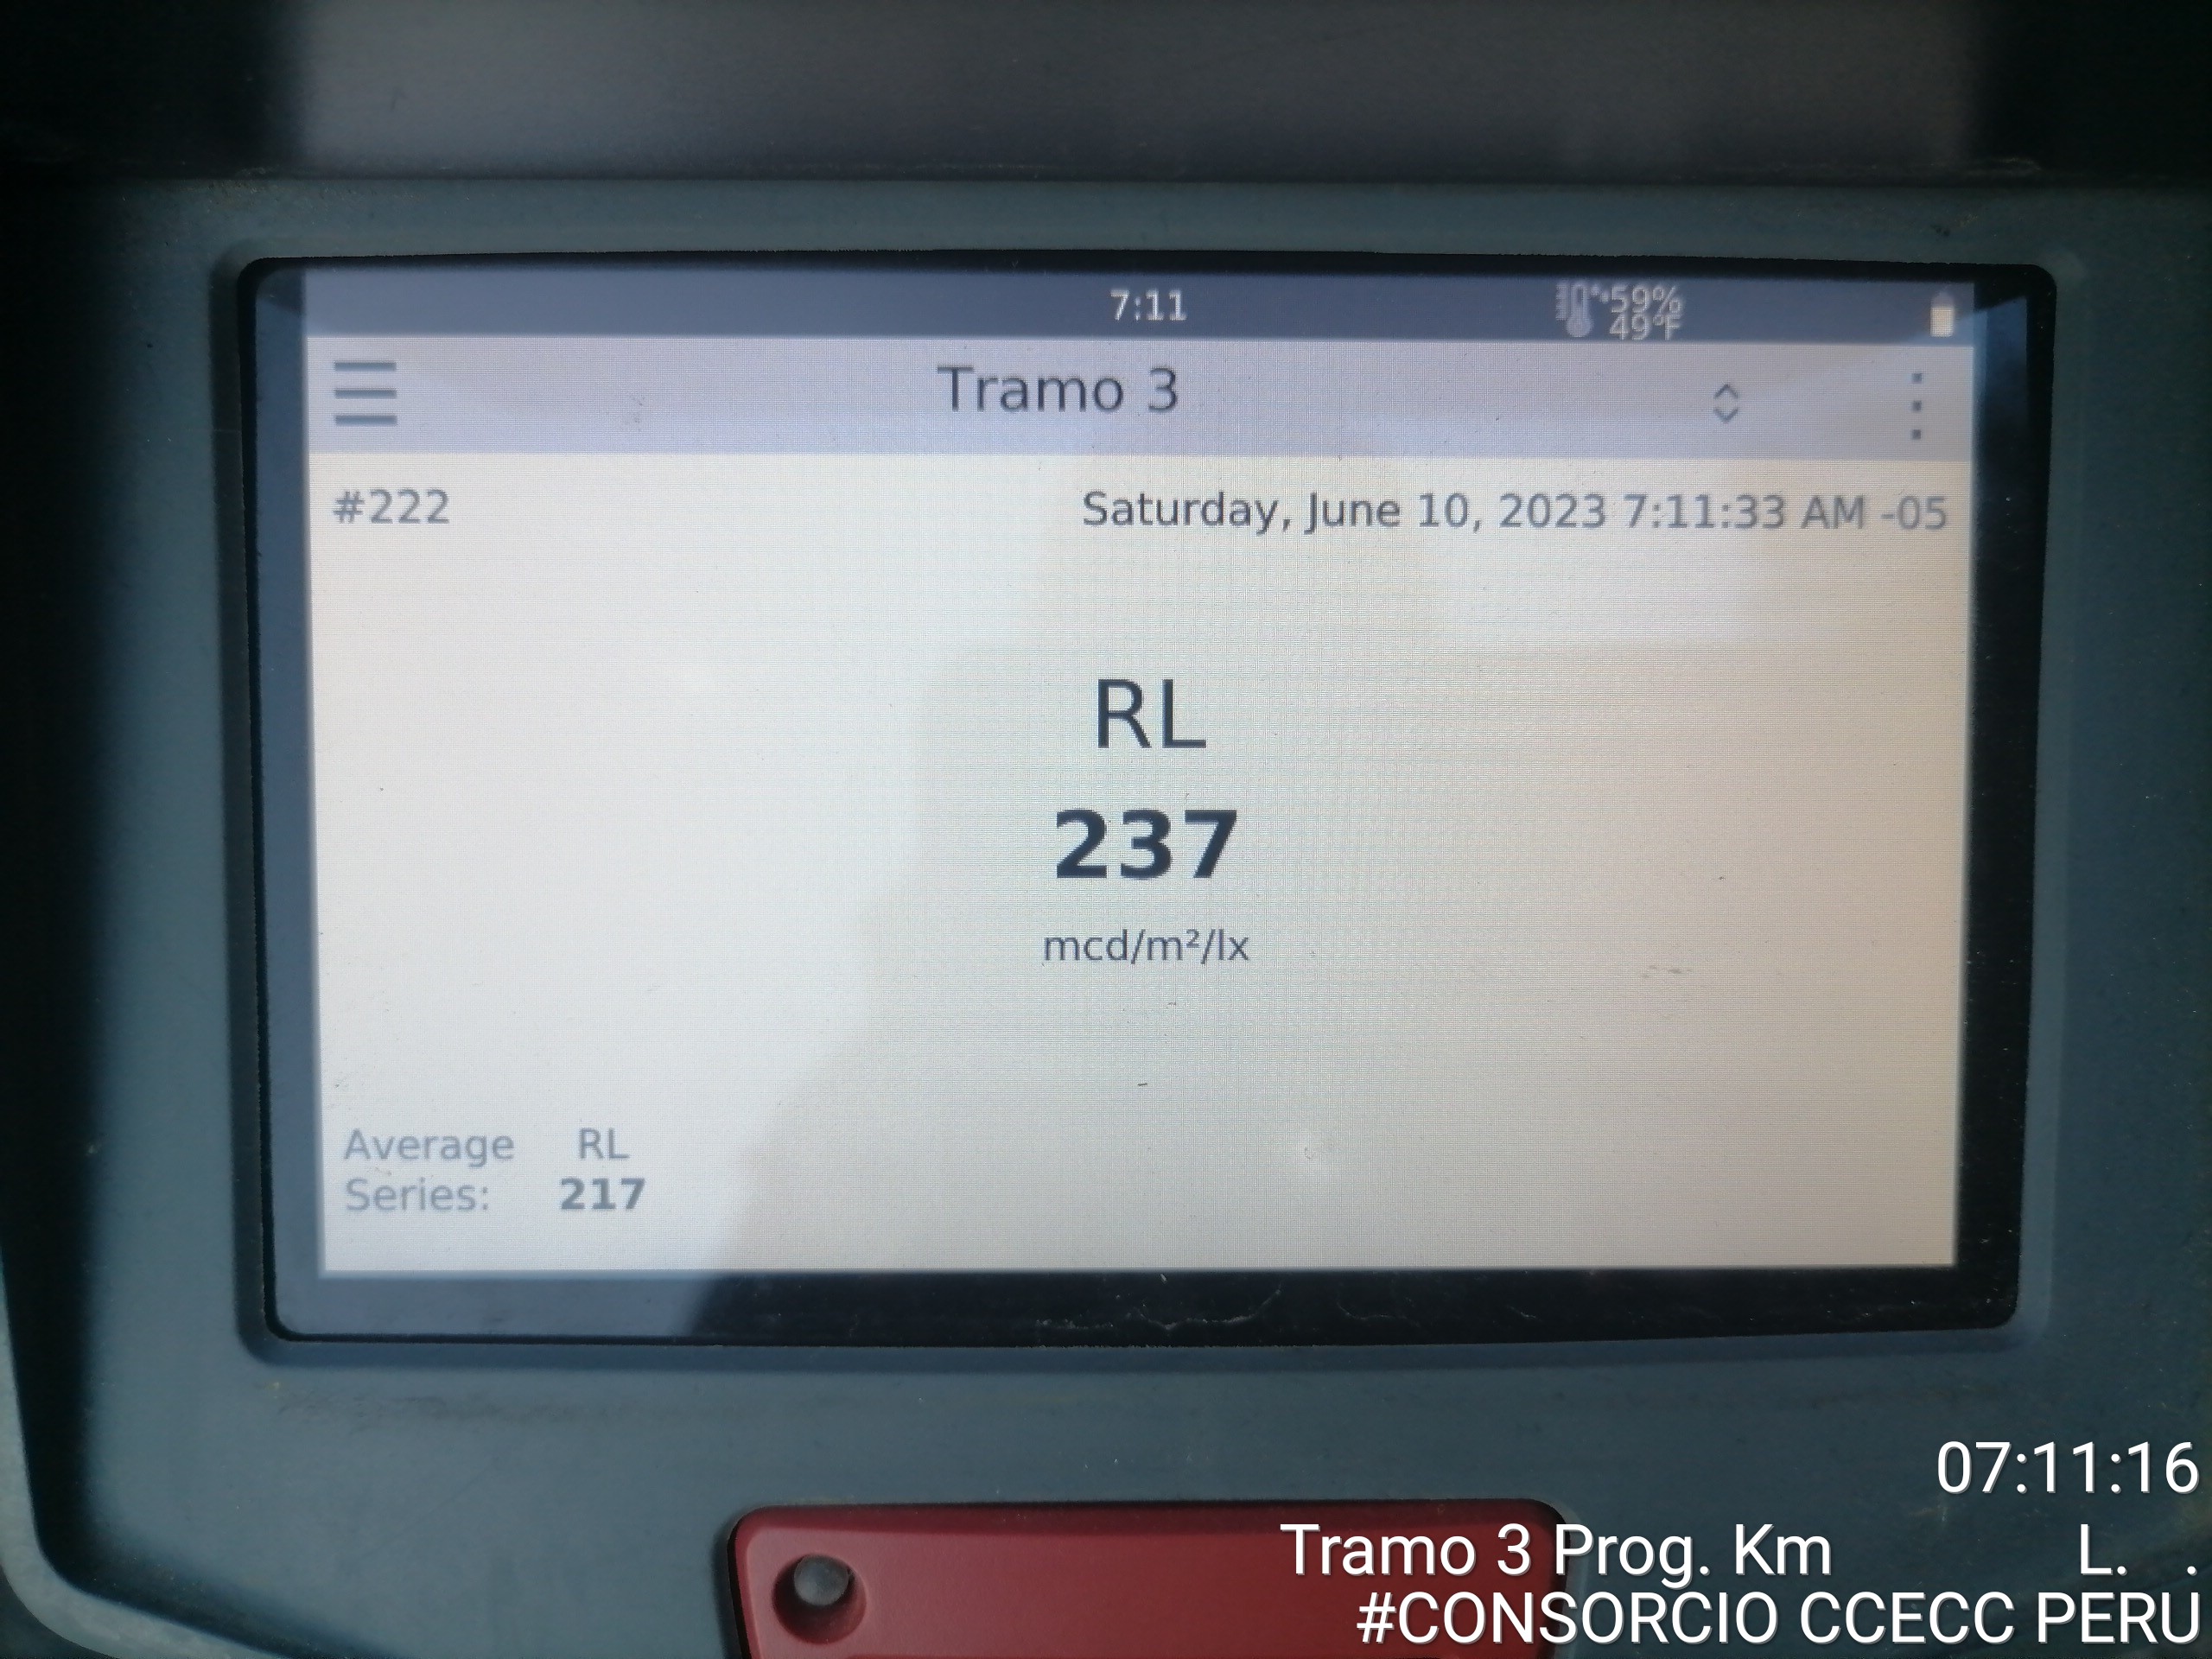 7:11
59%
49°F
Tramo 3
#222
Saturday, June 10, 2023 7:11:33 AM -05
RL
237
mcd/m²/lx
Average RL
Series: 217
07:11:16
Tramo 3 Prog. Km L. .
#CONSORCIO CCECC PERU